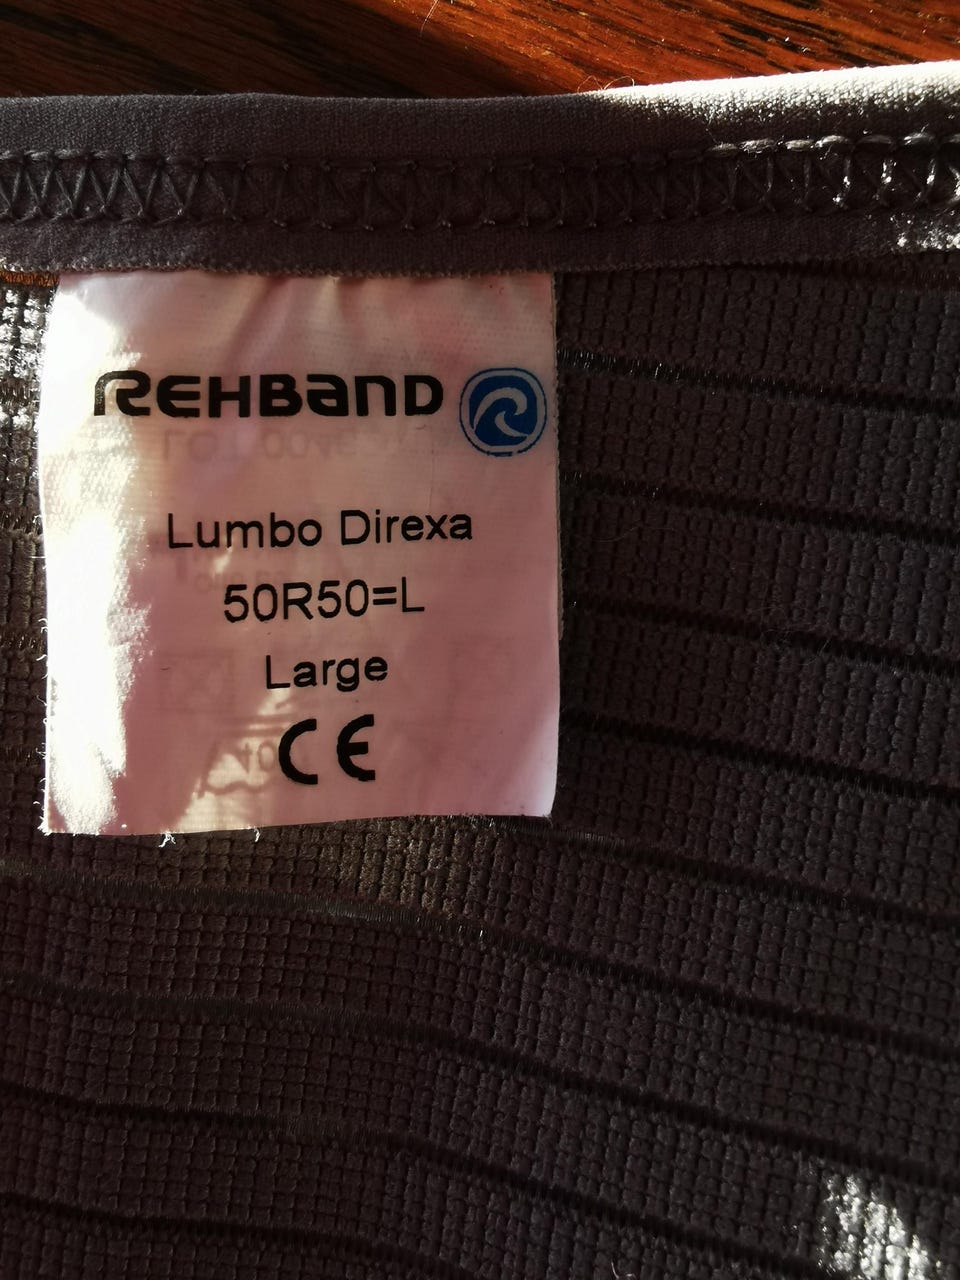 REHBAND
Lumbo Direxa
50R50=L
Large
CE